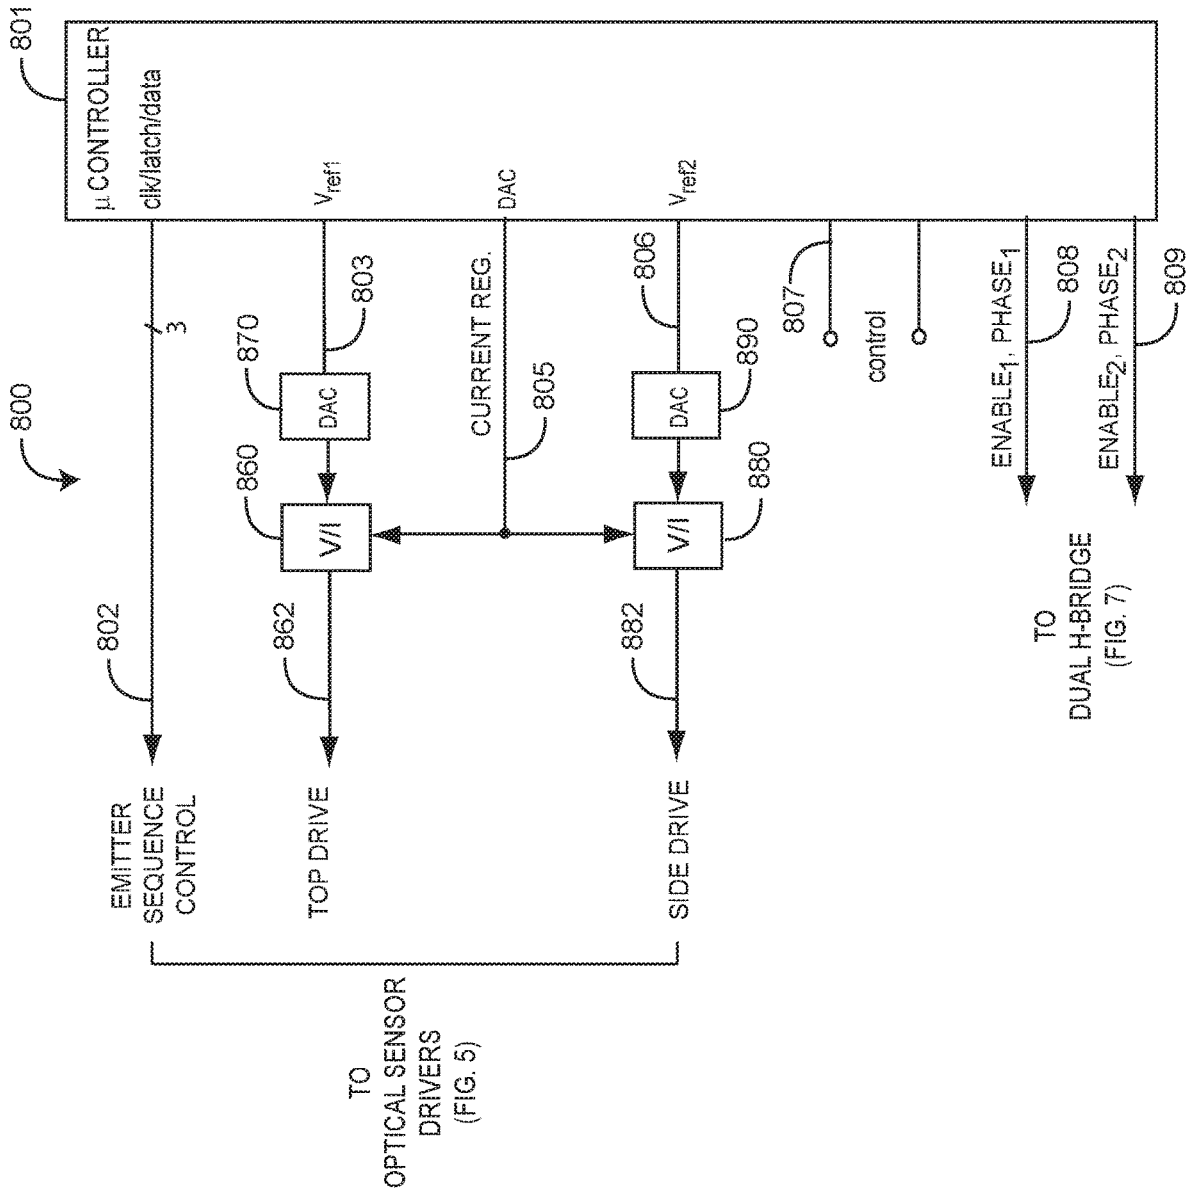 800
801
μ CONTROLLER
clk/latch/data
V_ref1
DAC
V_ref2
802
3
EMITTER
SEQUENCE
CONTROL
803
870
DAC
860
V/I
862
TOP DRIVE
CURRENT REG.
805
806
890
DAC
880
V/I
882
SIDE DRIVE
TO
OPTICAL SENSOR
DRIVERS
(FIG. 5)
807
control
ENABLE₁, PHASE₁
808
ENABLE₂, PHASE₂
809
TO
DUAL H-BRIDGE
(FIG. 7)